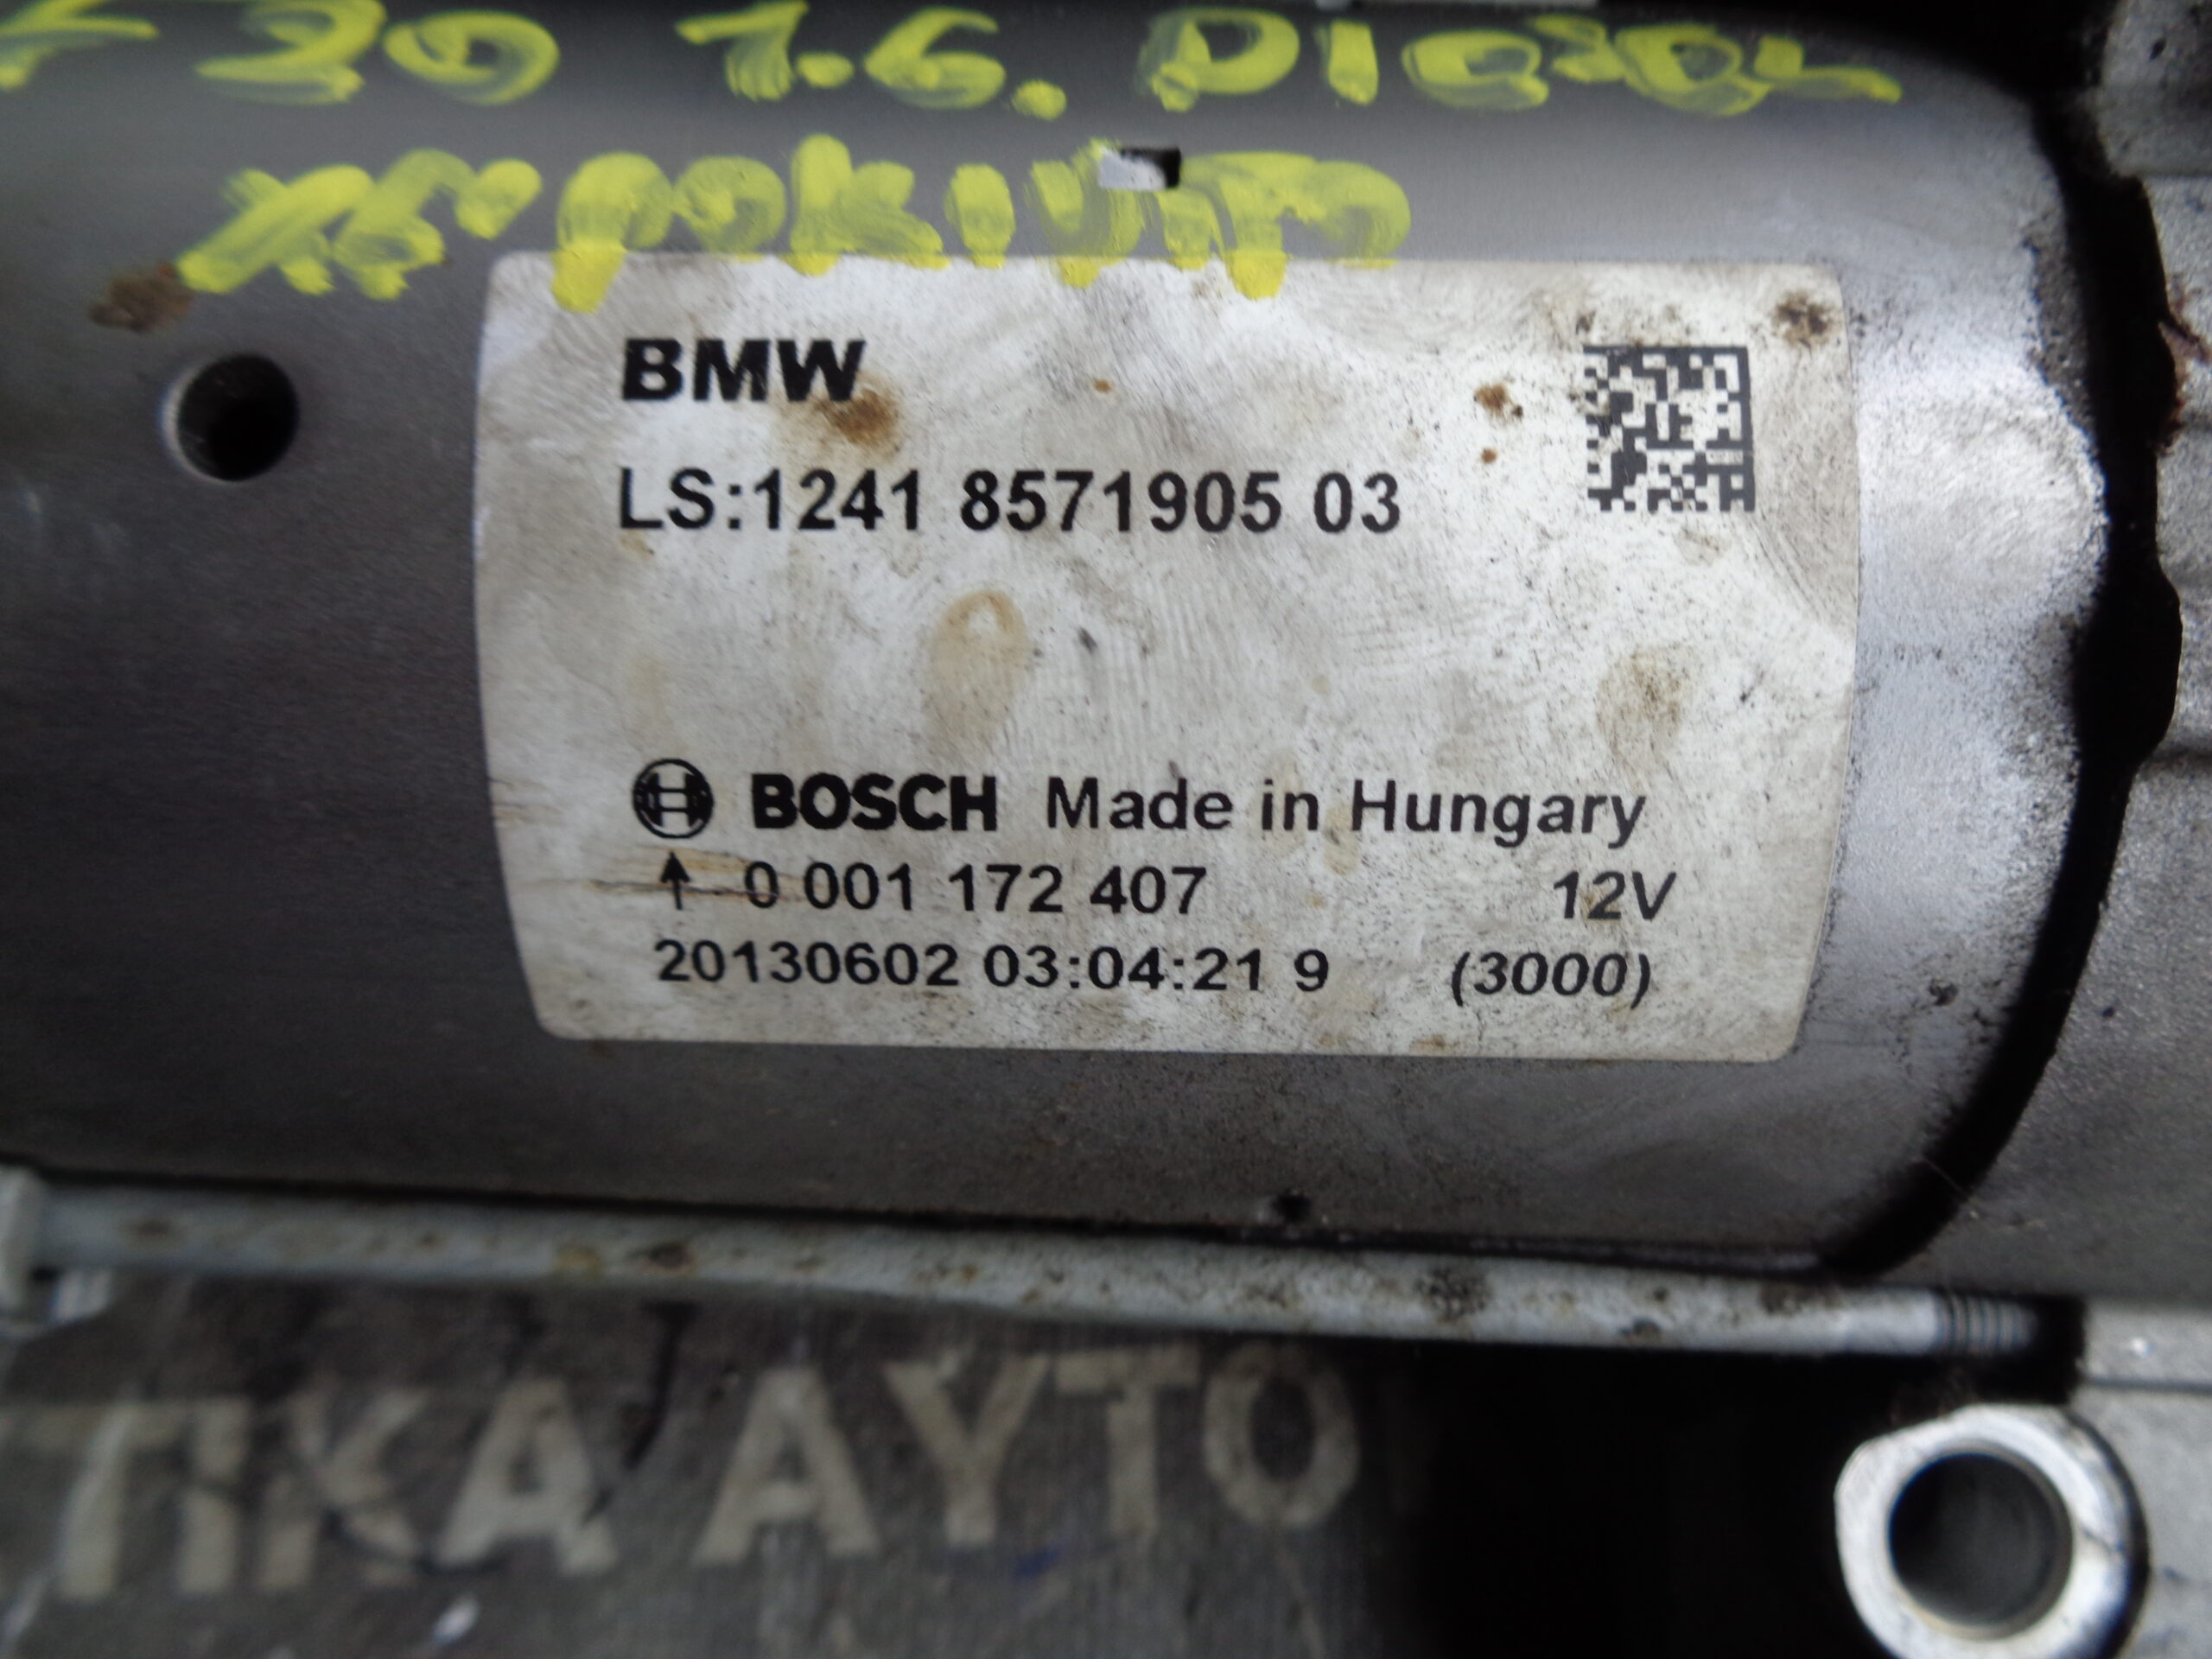 F 20 1.6. DIesel
BMW
LS:1241 8571905 03
BOSCH Made in Hungary
↑ 0 001 172 407 12V
20130602 03:04:21 9 (3000)
ΑΥΤΟ